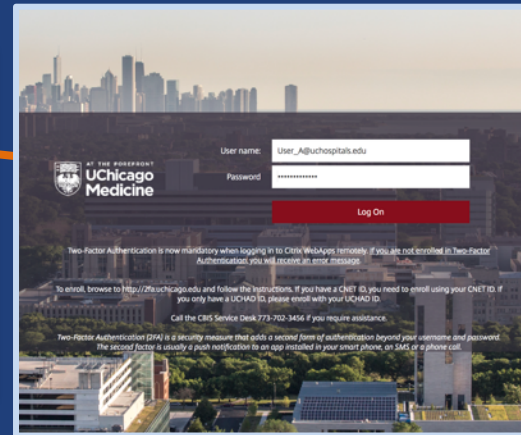 User name:
User_A@uchospitals.edu
AT THE FOREFRONT
UChicago
Medicine
Password
•••••••••••••
Log On
Two-Factor Authentication is now mandatory when logging in to Citrix WebApps remotely. If you are not enrolled in Two-Factor
Authentication you will receive an error message.
To enroll, browse to http://2fa.uchicago.edu and follow the instructions. If you have a CNET ID, you need to enroll using your CNET ID. If
you only have a UCHAD ID, please enroll with your UCHAD ID.
Call the CBIS Service Desk 773-702-3456 if you require assistance.
Two-Factor Authentication (2FA) is a security measure that adds a second form of authentication beyond your username and password.
The second factor is usually a push notification to an app installed in your smart phone, an SMS or a phone call.